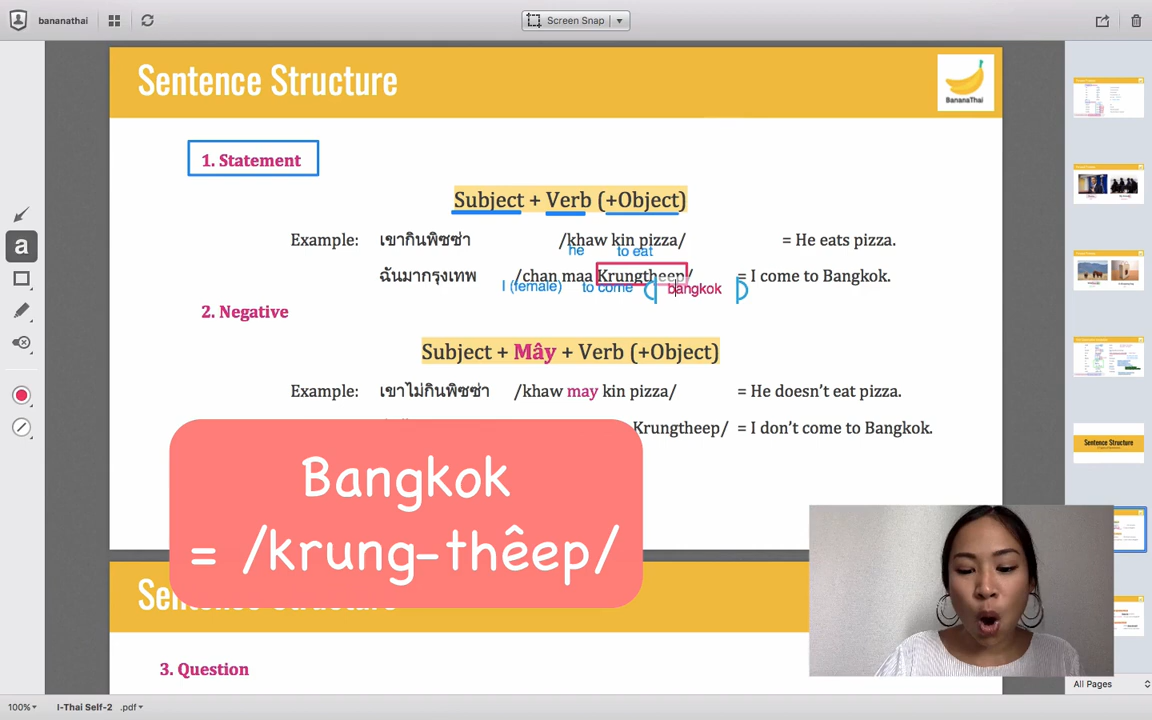 bananathai
Screen Snap
Sentence Structure
BananaThai
1. Statement
Subject + Verb (+Object)
Example: เขากินพิซซ่า /khaw kin pizza/ = He eats pizza.
he to eat
ฉันมากรุงเทพ /chan maa Krungtheep/ = I come to Bangkok.
I (female) to come bangkok
2. Negative
Subject + Mây + Verb (+Object)
Example: เขาไม่กินพิซซ่า /khaw may kin pizza/ = He doesn't eat pizza.
Krungtheep/ = I don't come to Bangkok.
Bangkok
= /krung-thêep/
Sentence Structure
3. Question
a
Sentence Structure
All Pages
100%
I-Thai Self-2
.pdf